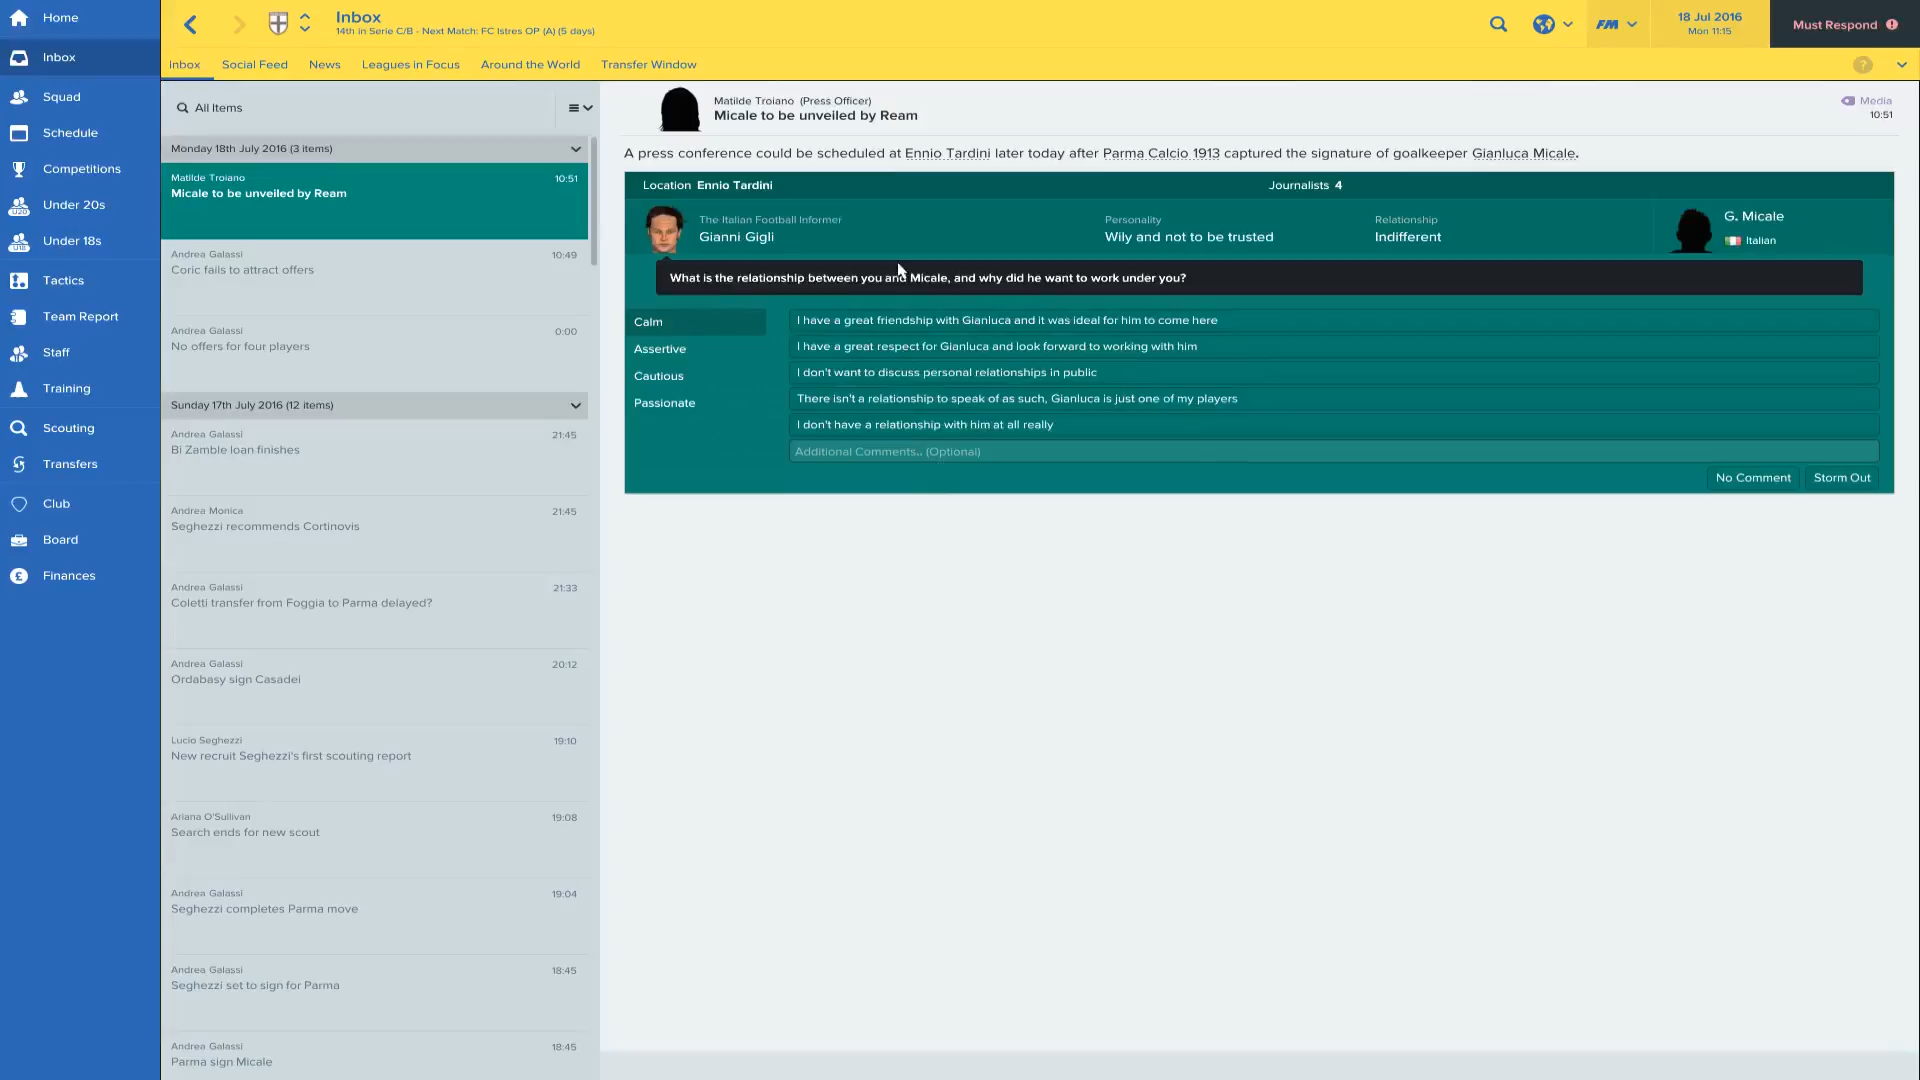 Home
Inbox
Squad
Schedule
Competitions
Under 20s
Under 18s
Tactics
Team Report
Staff
Training
Scouting
Transfers
Club
Board
Finances
Inbox
14th in Serie C/B - Next Match: FC Istres OP (A) (5 days)
FM
18 Jul 2016
Mon 11:15
Must Respond
Inbox
Social Feed
News
Leagues in Focus
Around the World
Transfer Window
?
All Items
Monday 18th July 2016 (3 items)
Matilde Troiano 10:51
Micale to be unveiled by Ream
Andrea Galassi 10:49
Coric fails to attract offers
Andrea Galassi 0:00
No offers for four players
Sunday 17th July 2016 (12 items)
Andrea Galassi 21:45
Bi Zamble loan finishes
Andrea Monica 21:45
Seghezzi recommends Cortinovis
Andrea Galassi 21:33
Coletti transfer from Foggia to Parma delayed?
Andrea Galassi 20:12
Ordabasy sign Casadei
Lucio Seghezzi 19:10
New recruit Seghezzi's first scouting report
Ariana O'Sullivan 19:08
Search ends for new scout
Andrea Galassi 19:04
Seghezzi completes Parma move
Andrea Galassi 18:45
Seghezzi set to sign for Parma
Andrea Galassi 18:45
Parma sign Micale
Matilde Troiano (Press Officer)
Micale to be unveiled by Ream
Media
10:51
A press conference could be scheduled at Ennio Tardini later today after Parma Calcio 1913 captured the signature of goalkeeper Gianluca Micale.
Location Ennio Tardini
Journalists 4
The Italian Football Informer
Gianni Gigli
Personality
Wily and not to be trusted
Relationship
Indifferent
G. Micale
Italian
What is the relationship between you and Micale, and why did he want to work under you?
Calm
Assertive
Cautious
Passionate
I have a great friendship with Gianluca and it was ideal for him to come here
I have a great respect for Gianluca and look forward to working with him
I don't want to discuss personal relationships in public
There isn't a relationship to speak of as such, Gianluca is just one of my players
I don't have a relationship with him at all really
Additional Comments.. (Optional)
No Comment
Storm Out